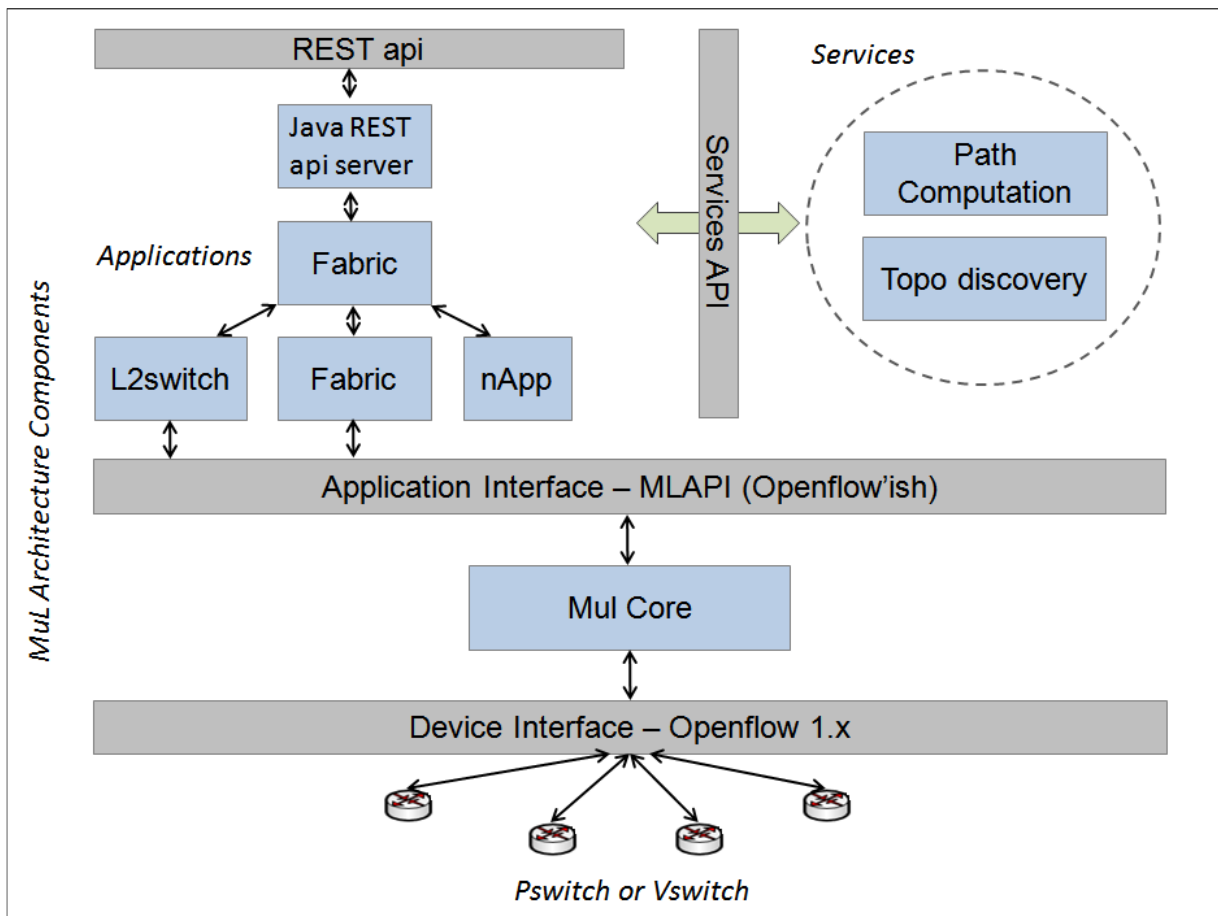 REST api
Services
Java REST
api server
Path
Computation
Services API
Applications
Fabric
Topo discovery
L2switch
Fabric
nApp
MuL Architecture Components
Application Interface – MLAPI (Openflow’ish)
Mul Core
Device Interface – Openflow 1.x
Pswitch or Vswitch